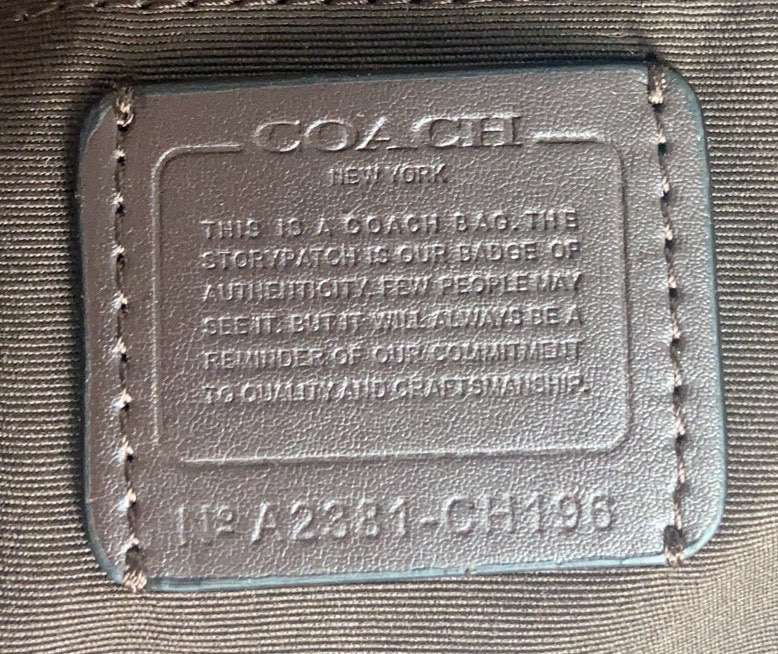 COACH
NEW YORK
THIS IS A COACH BAG. THE
STORYPATCH IS OUR BADGE OF
AUTHENTICITY. FEW PEOPLE MAY
SEE IT. BUT IT WILL ALWAYS BE A
REMINDER OF OUR COMMITMENT
TO QUALITY AND CRAFTSMANSHIP.
Nº A2381-CH196